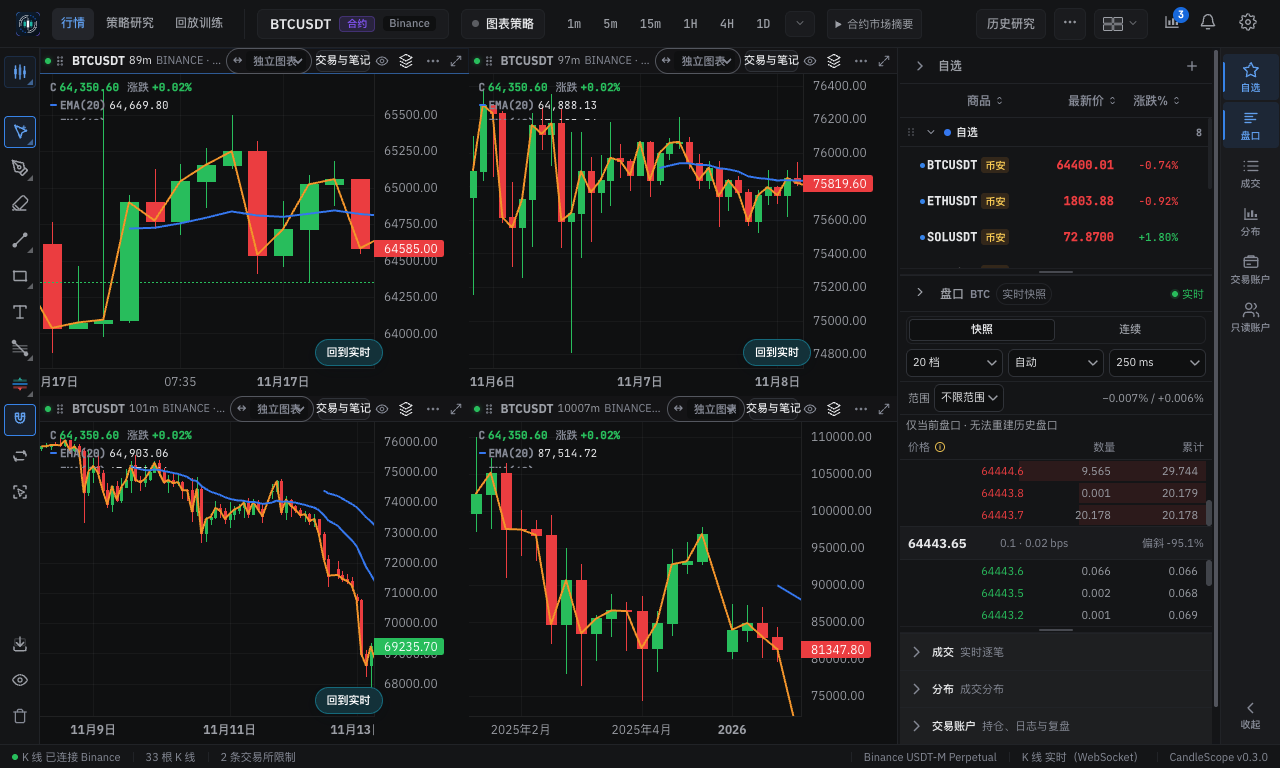 行情 策略研究 回放训练 BTCUSDT 合约 Binance 图表策略 1m 5m 15m 1H 4H 1D ▶ 合约市场摘要 历史研究 3
BTCUSDT 89m BINANCE · ... 独立图表 交易与笔记
C 64,350.60 涨跌 +0.02%
EMA(20) 64,669.80
65500.00
65250.00
65000.00
64750.00
64585.00
64500.00
64250.00
64000.00
回到实时
月17日 07:35 11月17日
BTCUSDT 97m BINANCE · ... 独立图表 交易与笔记
C 64,350.60 涨跌 +0.02%
EMA(20) 64,888.13
76400.00
76000.00
75819.60
75600.00
75200.00
75000.00
74800.00
回到实时
11月6日 11月7日 11月8日
BTCUSDT 101m BINANCE ·... 独立图表 交易与笔记
C 64,350.60 涨跌 +0.02%
EMA(20) 64,903.06
76000.00
75000.00
74000.00
73000.00
72000.00
71000.00
70000.00
69235.70
68000.00
回到实时
11月9日 11月11日 11月13
BTCUSDT 10007m BINANCE... 独立图表 交易与笔记
C 64,350.60 涨跌 +0.02%
EMA(20) 87,514.72
110000.00
105000.00
100000.00
95000.00
90000.00
85000.00
81347.80
80000.00
75000.00
2025年2月 2025年4月 2026
自选
商品 最新价 涨跌%
自选 8
BTCUSDT 币安 64400.01 -0.74%
ETHUSDT 币安 1803.88 -0.92%
SOLUSDT 币安 72.8700 +1.80%
盘口 BTC 实时快照 实时
快照 连续
20 档 自动 250 ms
范围 不限范围 −0.007% / +0.006%
仅当前盘口 · 无法重建历史盘口
价格 数量 累计
64444.6 9.565 29.744
64443.8 0.001 20.179
64443.7 20.178 20.178
64443.65 0.1 · 0.02 bps 偏斜 -95.1%
64443.6 0.066 0.066
64443.5 0.002 0.068
64443.2 0.001 0.069
成交 实时逐笔
分布 成交分布
交易账户 持仓、日志与复盘
自选
盘口
成交
分布
交易账户
只读账户
收起
K 线 已连接 Binance 33 根 K 线 2 条交易所限制 Binance USDT-M Perpetual K 线 实时（WebSocket） CandleScope v0.3.0